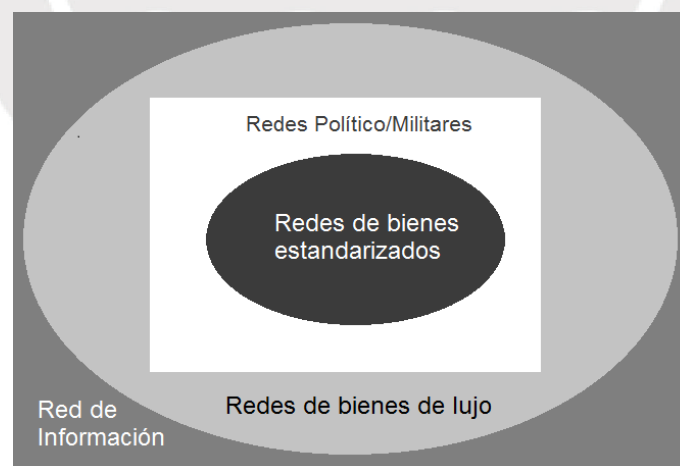 Redes Político/Militares
Redes de bienes
estandarizados
Redes de bienes de lujo
Red de
Información